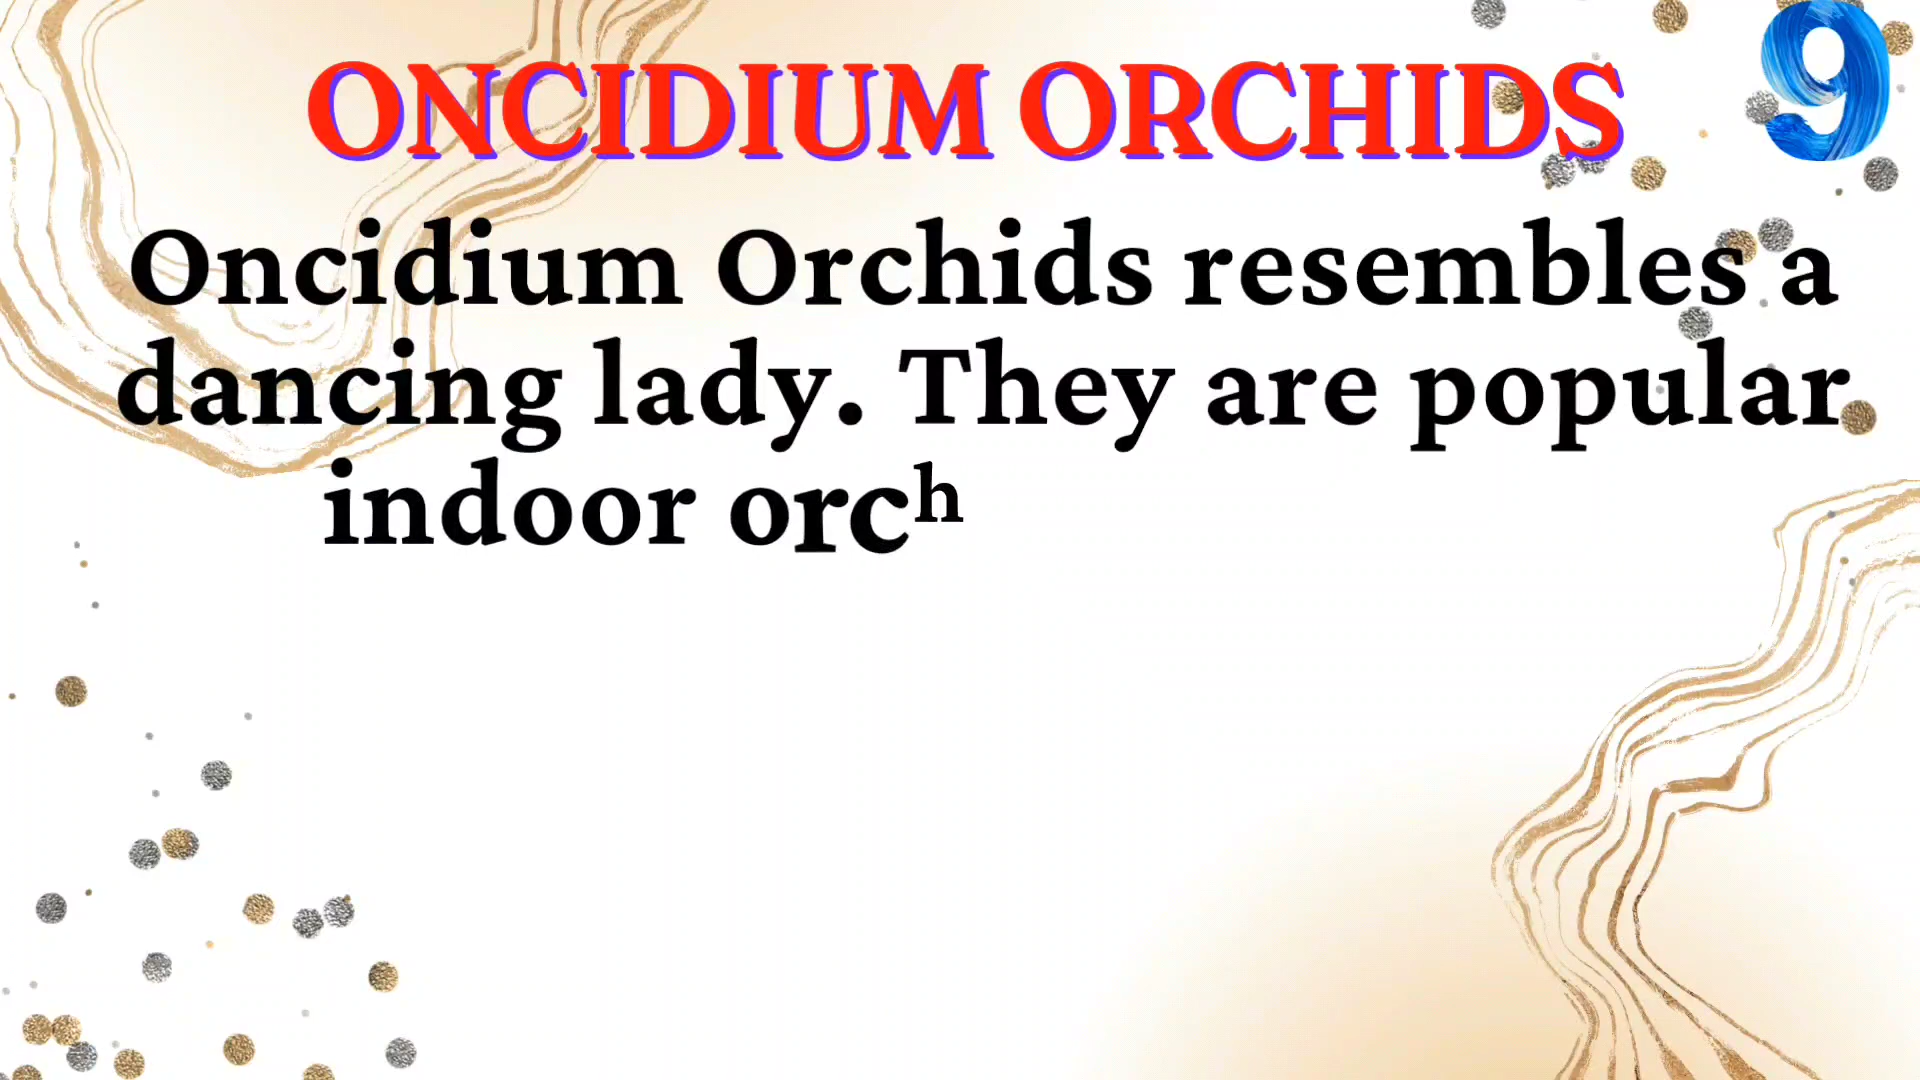 ONCIDIUM ORCHIDS
9
Oncidium Orchids resembles a
dancing lady. They are popular
indoor orch